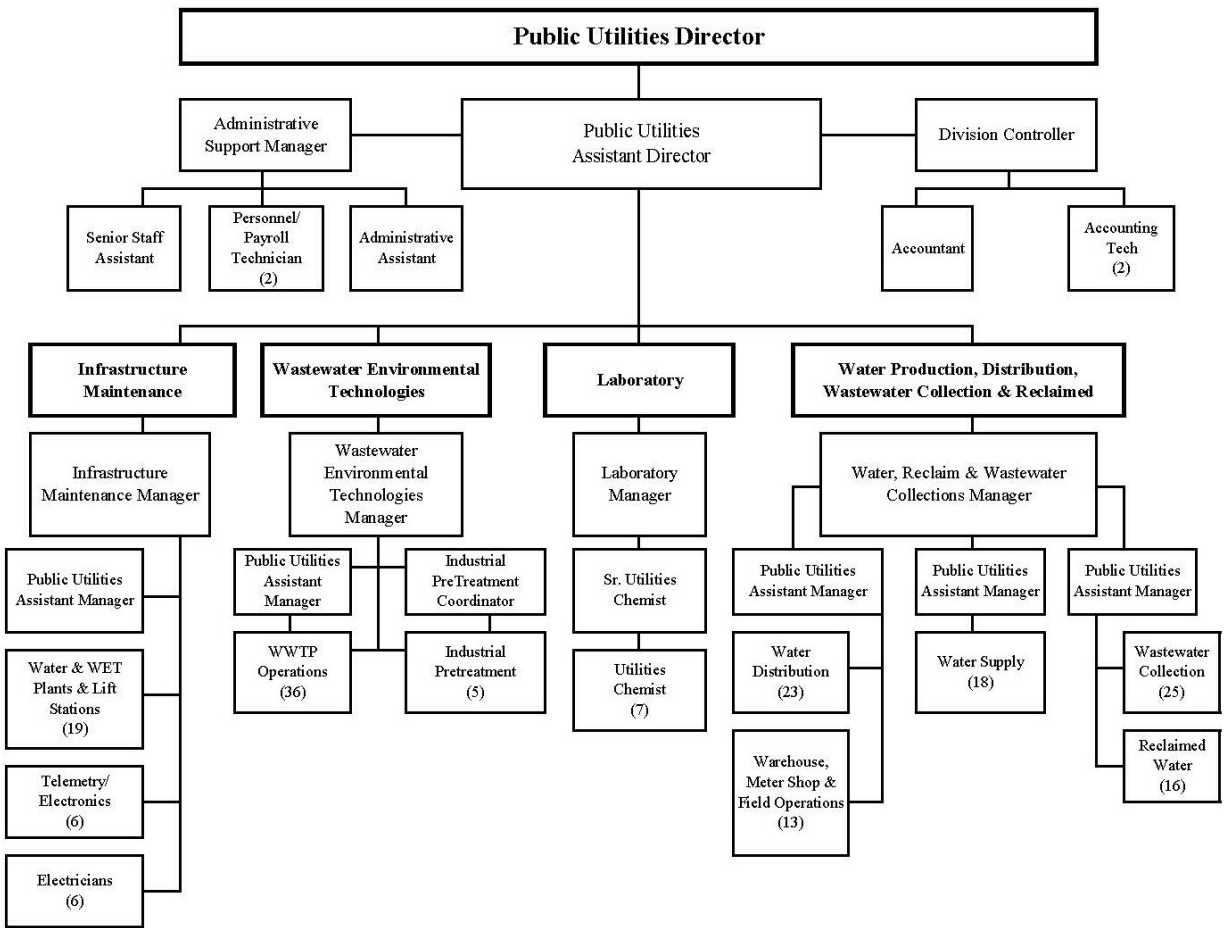 Public Utilities Director
Administrative
Support Manager
Public Utilities
Assistant Director
Division Controller
Senior Staff
Assistant
Personnel/
Payroll
Technician
(2)
Administrative
Assistant
Accountant
Accounting
Tech
(2)
Infrastructure
Maintenance
Wastewater Environmental
Technologies
Laboratory
Water Production, Distribution,
Wastewater Collection & Reclaimed
Infrastructure
Maintenance Manager
Wastewater
Environmental
Technologies
Manager
Laboratory
Manager
Water, Reclaim & Wastewater
Collections Manager
Public Utilities
Assistant Manager
Public Utilities
Assistant
Manager
Industrial
PreTreatment
Coordinator
Sr. Utilities
Chemist
Public Utilities
Assistant Manager
Public Utilities
Assistant Manager
Public Utilities
Assistant Manager
Water & WET
Plants & Lift
Stations
(19)
WWTP
Operations
(36)
Industrial
Pretreatment
(5)
Utilities
Chemist
(7)
Water
Distribution
(23)
Water Supply
(18)
Wastewater
Collection
(25)
Telemetry/
Electronics
(6)
Warehouse,
Meter Shop &
Field Operations
(13)
Reclaimed
Water
(16)
Electricians
(6)